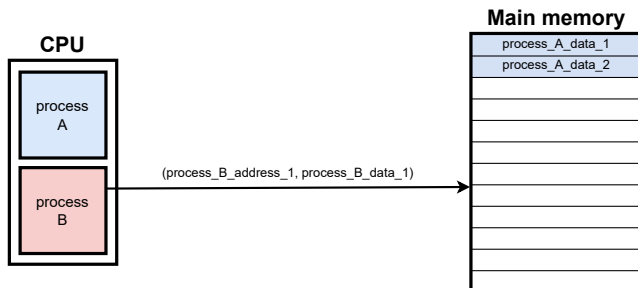 CPU
process
A
process
B
(process_B_address_1, process_B_data_1)
Main memory
process_A_data_1
process_A_data_2